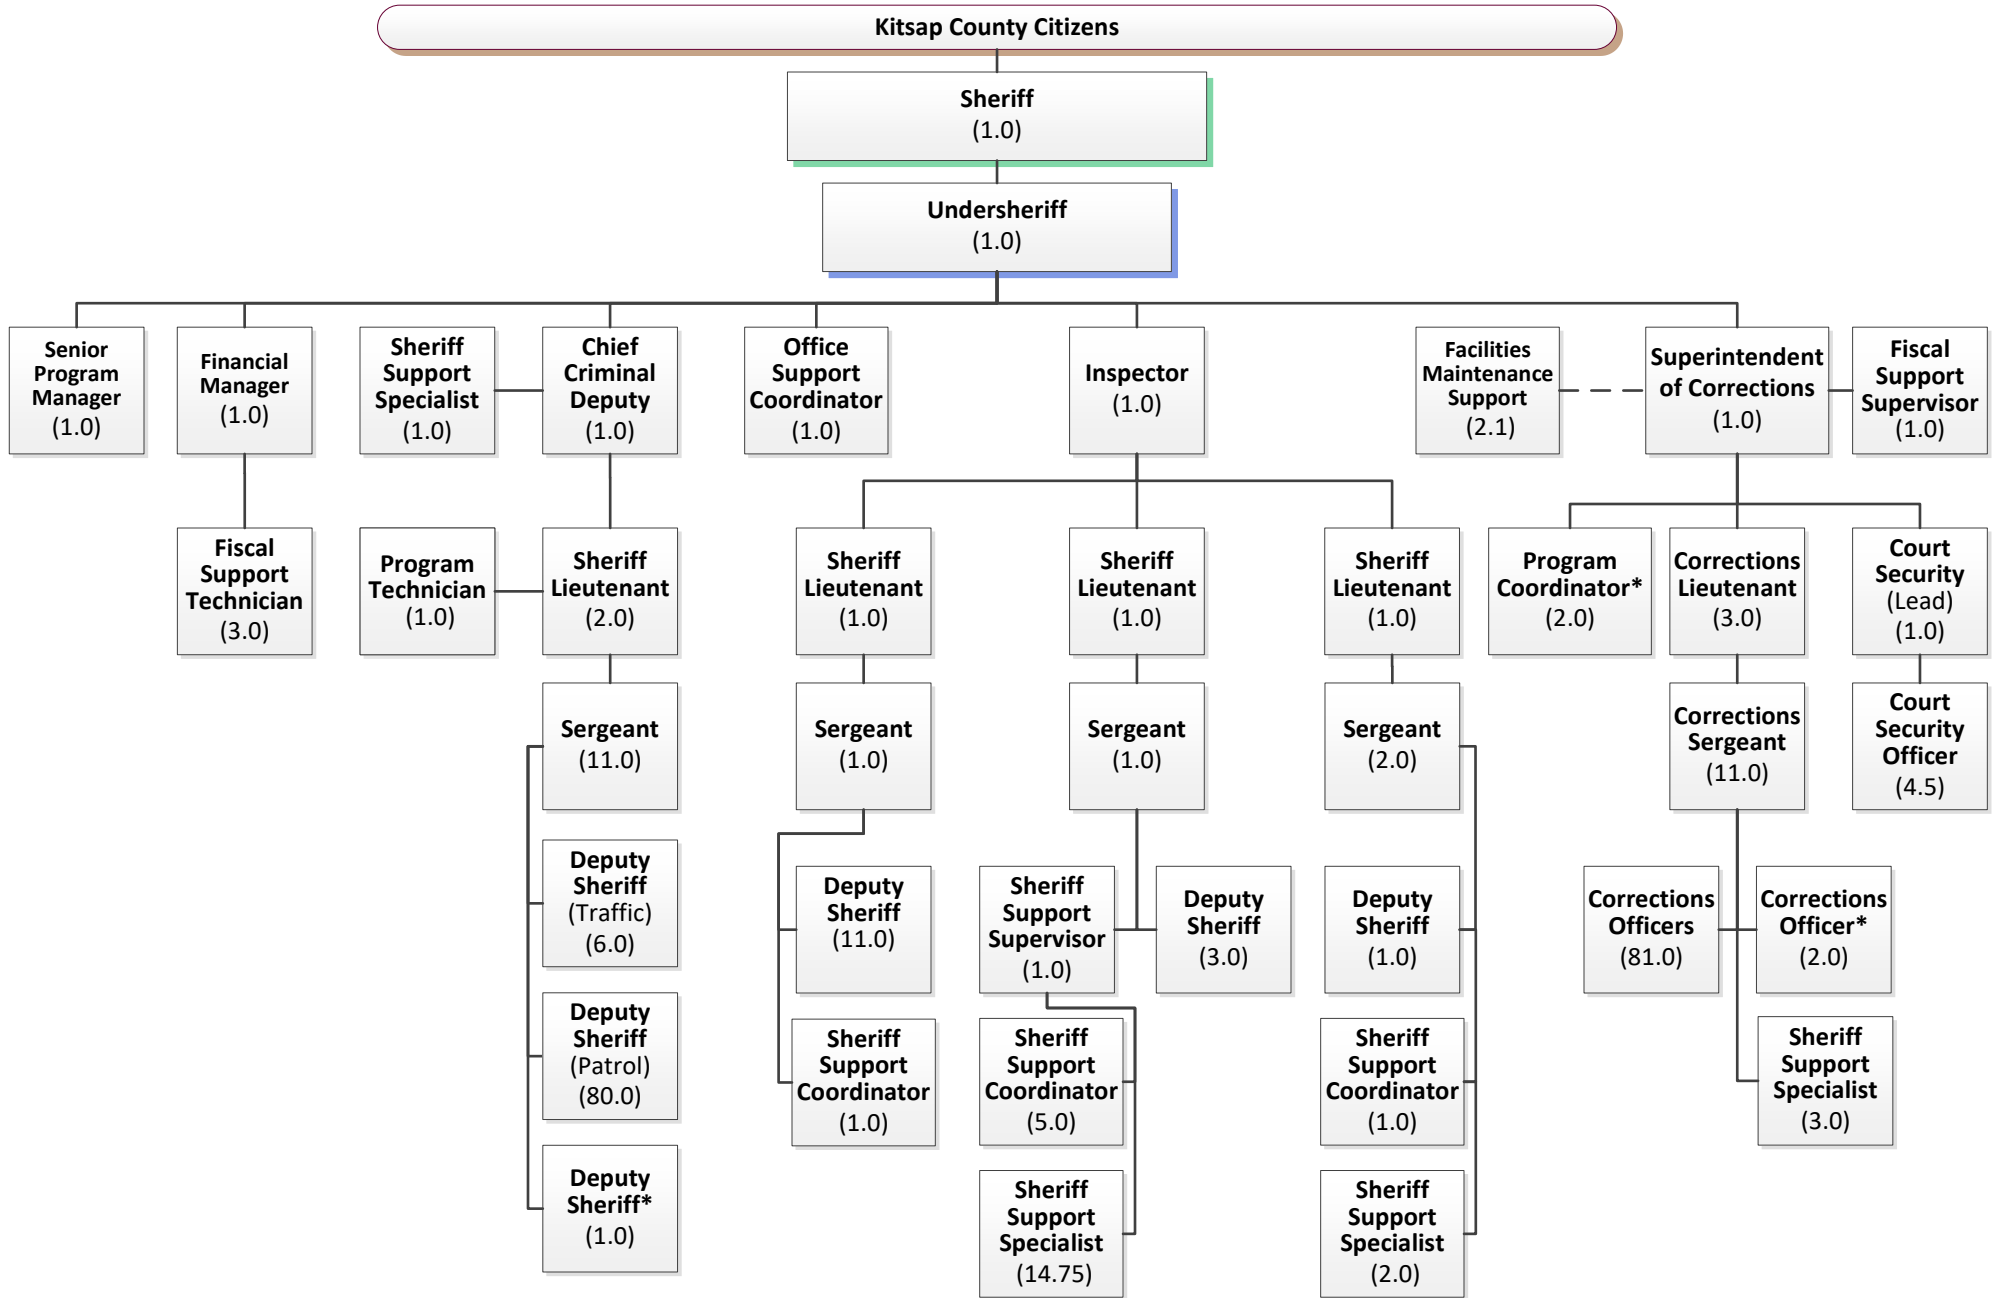 Kitsap County Citizens
Sheriff
(1.0)
Undersheriff
(1.0)
Senior
Program
Manager
(1.0)
Financial
Manager
(1.0)
Sheriff
Support
Specialist
(1.0)
Chief
Criminal
Deputy
(1.0)
Office
Support
Coordinator
(1.0)
Inspector
(1.0)
Facilities
Maintenance
Support
(2.1)
Superintendent
of Corrections
(1.0)
Fiscal
Support
Supervisor
(1.0)
Fiscal
Support
Technician
(3.0)
Program
Technician
(1.0)
Sheriff
Lieutenant
(2.0)
Sheriff
Lieutenant
(1.0)
Sheriff
Lieutenant
(1.0)
Sheriff
Lieutenant
(1.0)
Program
Coordinator*
(2.0)
Corrections
Lieutenant
(3.0)
Court
Security
(Lead)
(1.0)
Sergeant
(11.0)
Sergeant
(1.0)
Sergeant
(1.0)
Sergeant
(2.0)
Corrections
Sergeant
(11.0)
Court
Security
Officer
(4.5)
Deputy
Sheriff
(Traffic)
(6.0)
Deputy
Sheriff
(11.0)
Sheriff
Support
Supervisor
(1.0)
Deputy
Sheriff
(3.0)
Deputy
Sheriff
(1.0)
Corrections
Officers
(81.0)
Corrections
Officer*
(2.0)
Deputy
Sheriff
(Patrol)
(80.0)
Sheriff
Support
Coordinator
(1.0)
Sheriff
Support
Coordinator
(5.0)
Sheriff
Support
Coordinator
(1.0)
Sheriff
Support
Specialist
(3.0)
Deputy
Sheriff*
(1.0)
Sheriff
Support
Specialist
(14.75)
Sheriff
Support
Specialist
(2.0)